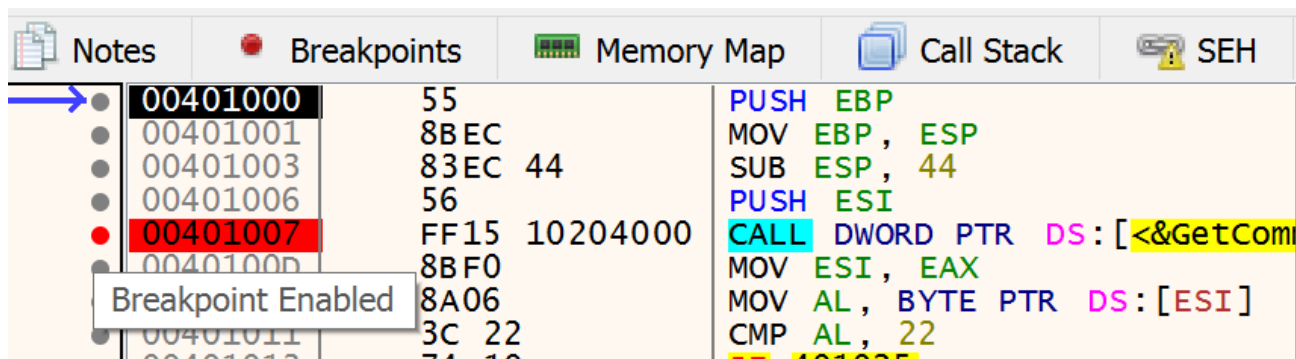 Notes Breakpoints Memory Map Call Stack SEH
00401000 55 PUSH EBP
00401001 8BEC MOV EBP, ESP
00401003 83EC 44 SUB ESP, 44
00401006 56 PUSH ESI
00401007 FF15 10204000 CALL DWORD PTR DS:[<&GetComm
0040100D 8BF0 MOV ESI, EAX
Breakpoint Enabled 8A06 MOV AL, BYTE PTR DS:[ESI]
00401011 3C 22 CMP AL, 22